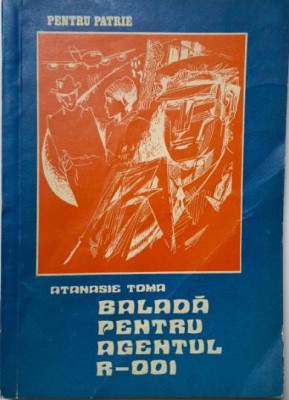 PENTRU PATRIE
ATANASIE TOMA
BALADĂ
PENTRU
AGENTUL
R-001